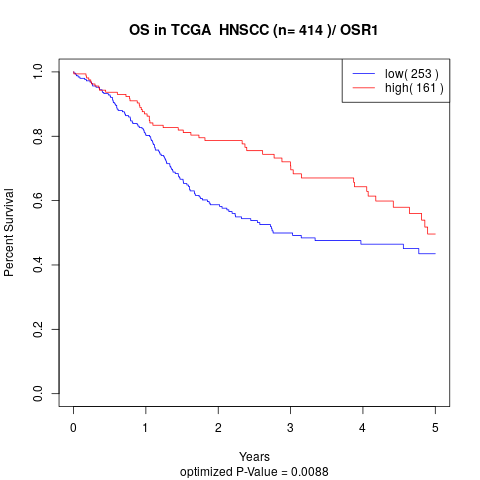 OS in TCGA  HNSCC (n= 414 )/ OSR1
low( 253 )
high( 161 )
Percent Survival
1.0
0.8
0.6
0.4
0.2
0.0
0 1 2 3 4 5
Years
optimized P-Value = 0.0088